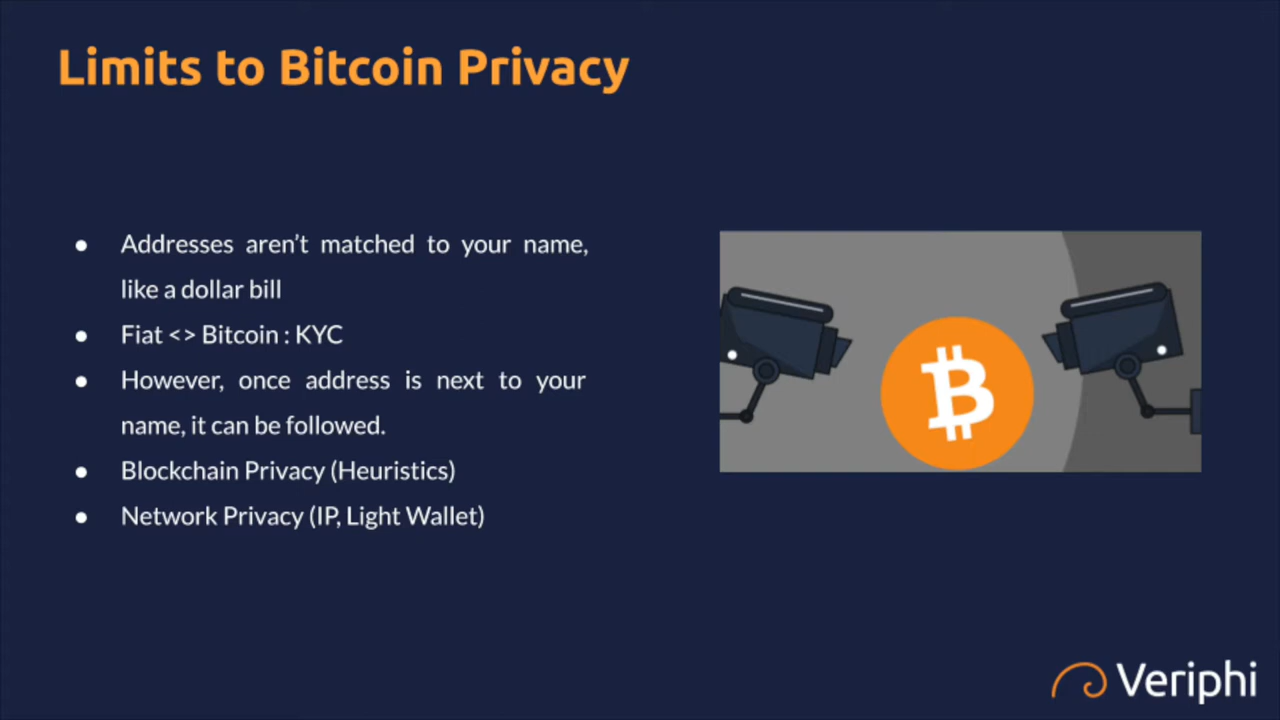 Limits to Bitcoin Privacy
● Addresses aren't matched to your name,
like a dollar bill
● Fiat <> Bitcoin : KYC
● However, once address is next to your
name, it can be followed.
● Blockchain Privacy (Heuristics)
● Network Privacy (IP, Light Wallet)
Veriphi